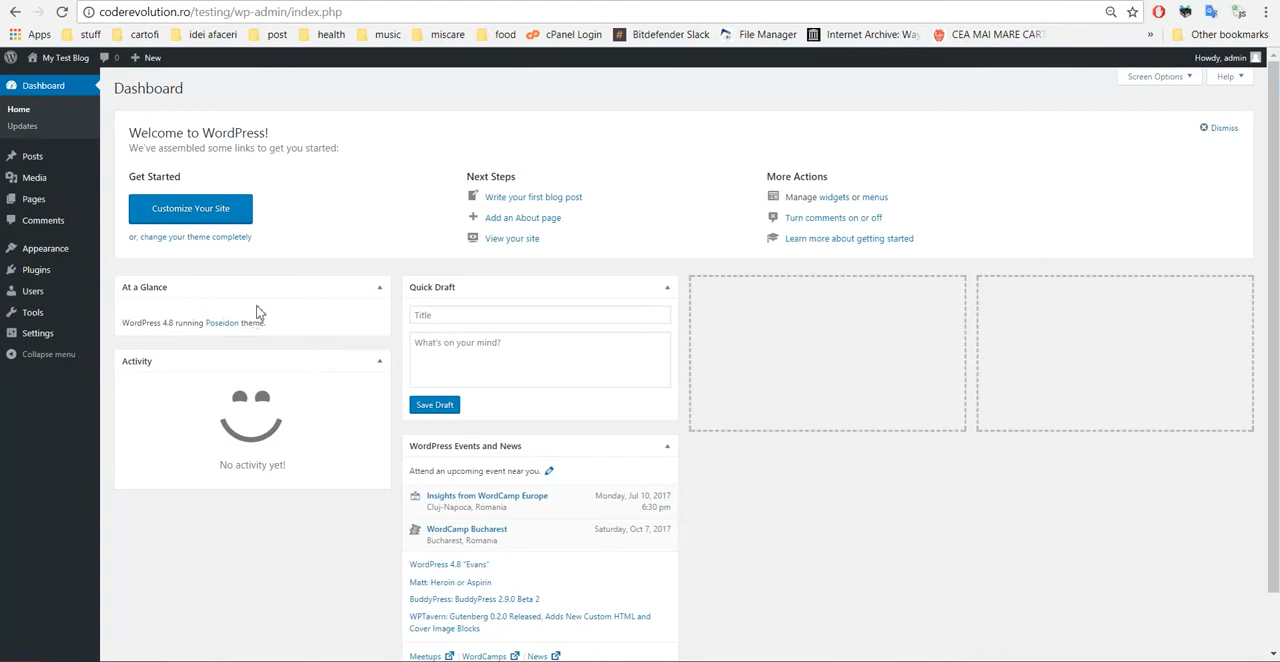 coderevolution.ro/testing/wp-admin/index.php
Apps stuff cartofi idei afaceri post health music miscare food cPanel Login Bitdefender Slack File Manager Internet Archive: Way CEA MAI MARE CART » Other bookmarks
My Test Blog 0 + New Howdy, admin
Dashboard
Home
Updates
Posts
Media
Pages
Comments
Appearance
Plugins
Users
Tools
Settings
Collapse menu
Screen Options ▼ Help ▼
Dashboard
Welcome to WordPress!
We've assembled some links to get you started:
Dismiss
Get Started
Customize Your Site
or, change your theme completely
Next Steps
Write your first blog post
Add an About page
View your site
More Actions
Manage widgets or menus
Turn comments on or off
Learn more about getting started
At a Glance
WordPress 4.8 running Poseidon theme.
Activity
No activity yet!
Quick Draft
Title
What's on your mind?
Save Draft
WordPress Events and News
Attend an upcoming event near you.
Insights from WordCamp Europe Monday, Jul 10, 2017
Cluj-Napoca, Romania 6:30 pm
WordCamp Bucharest Saturday, Oct 7, 2017
Bucharest, Romania
WordPress 4.8 "Evans"
Matt: Heroin or Aspirin
BuddyPress: BuddyPress 2.9.0 Beta 2
WPTavern: Gutenberg 0.2.0 Released, Adds New Custom HTML and
Cover Image Blocks
Meetups | WordCamps | News